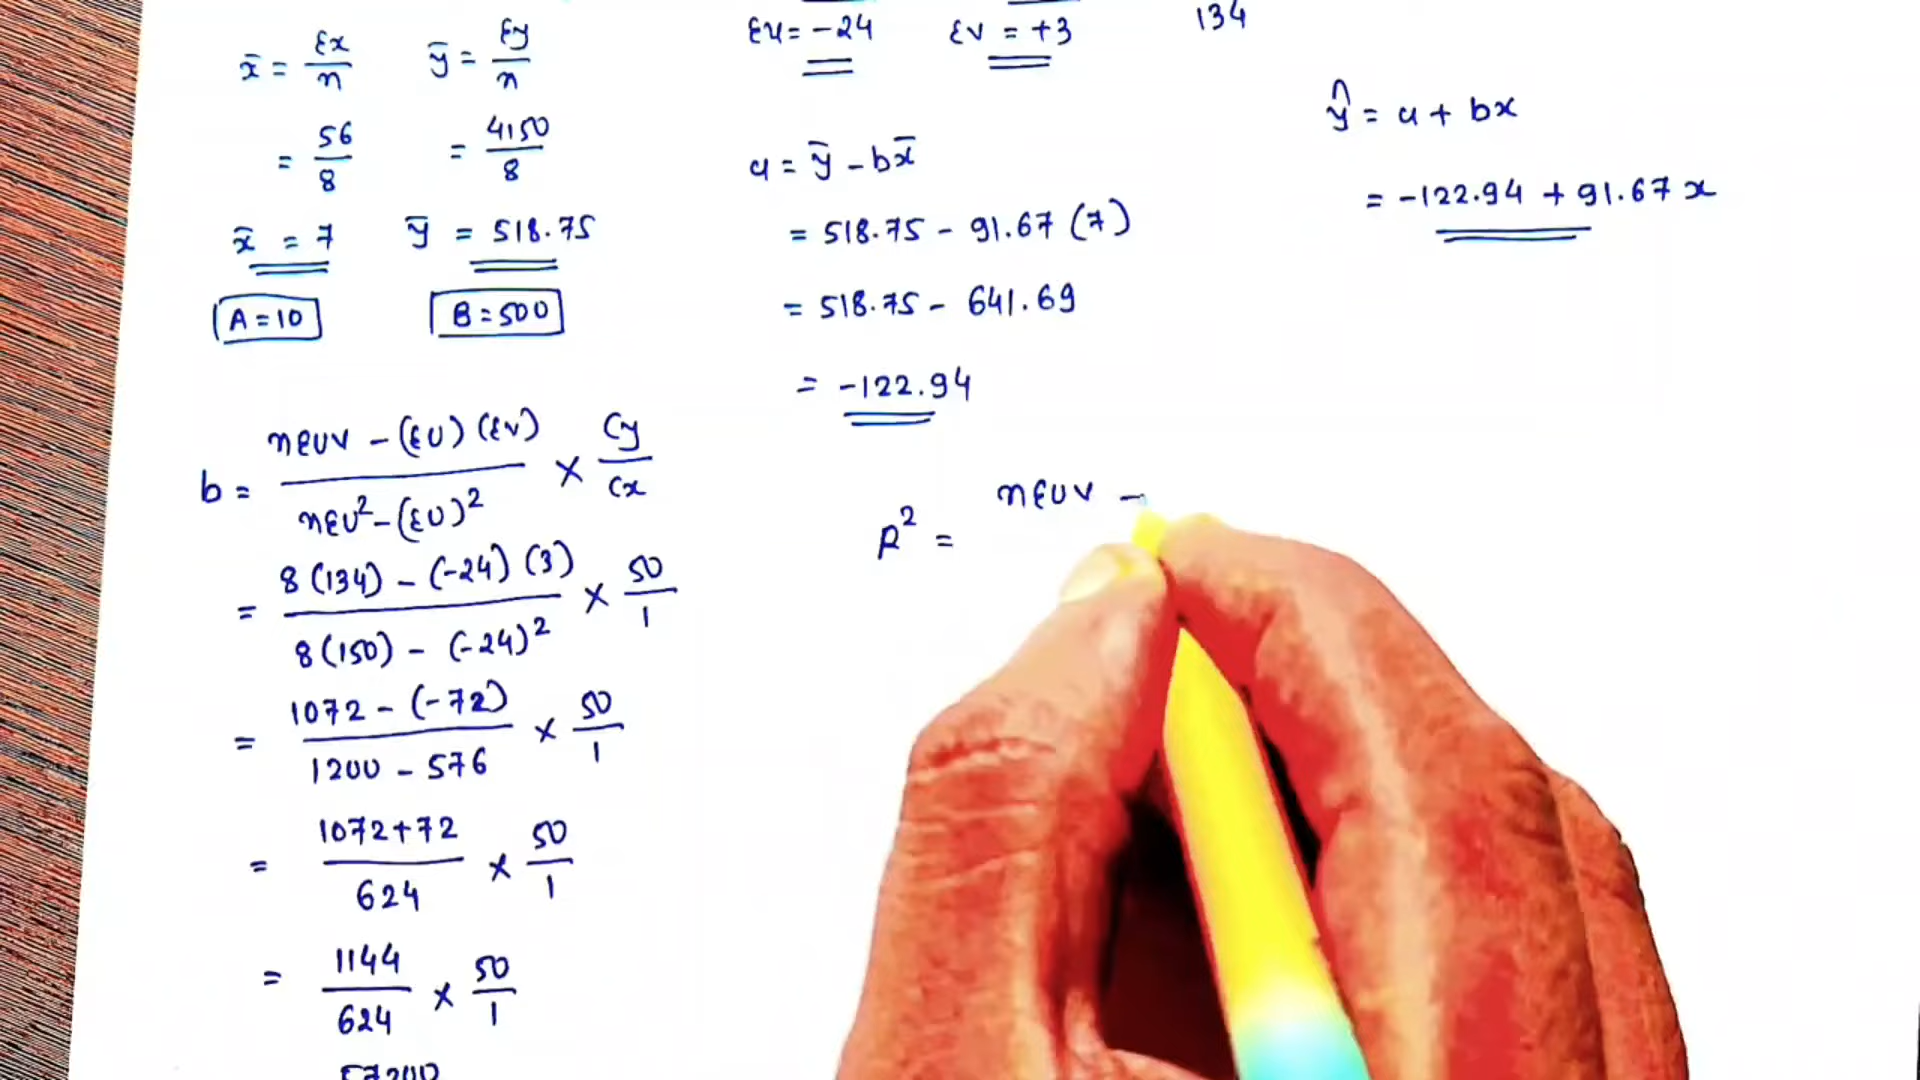 x̄ = Σx/n
= 56/8
x̄ = 7
A = 10
ȳ = Σy/n
= 4150/8
ȳ = 518.75
B = 500
b = nΣUV - (ΣU)(ΣV) / nΣU² - (ΣU)² × Cy/Cx
= 8(134) - (-24)(3) / 8(150) - (-24)² × 50/1
= 1072 - (-72) / 1200 - 576 × 50/1
= 1072+72 / 624 × 50/1
= 1144/624 × 50/1
ΣU = -24
ΣV = +3
134
a = ȳ - bx̄
= 518.75 - 91.67 (7)
= 518.75 - 641.69
= -122.94
R² = nΣUV -
ŷ = a + bx
= -122.94 + 91.67x